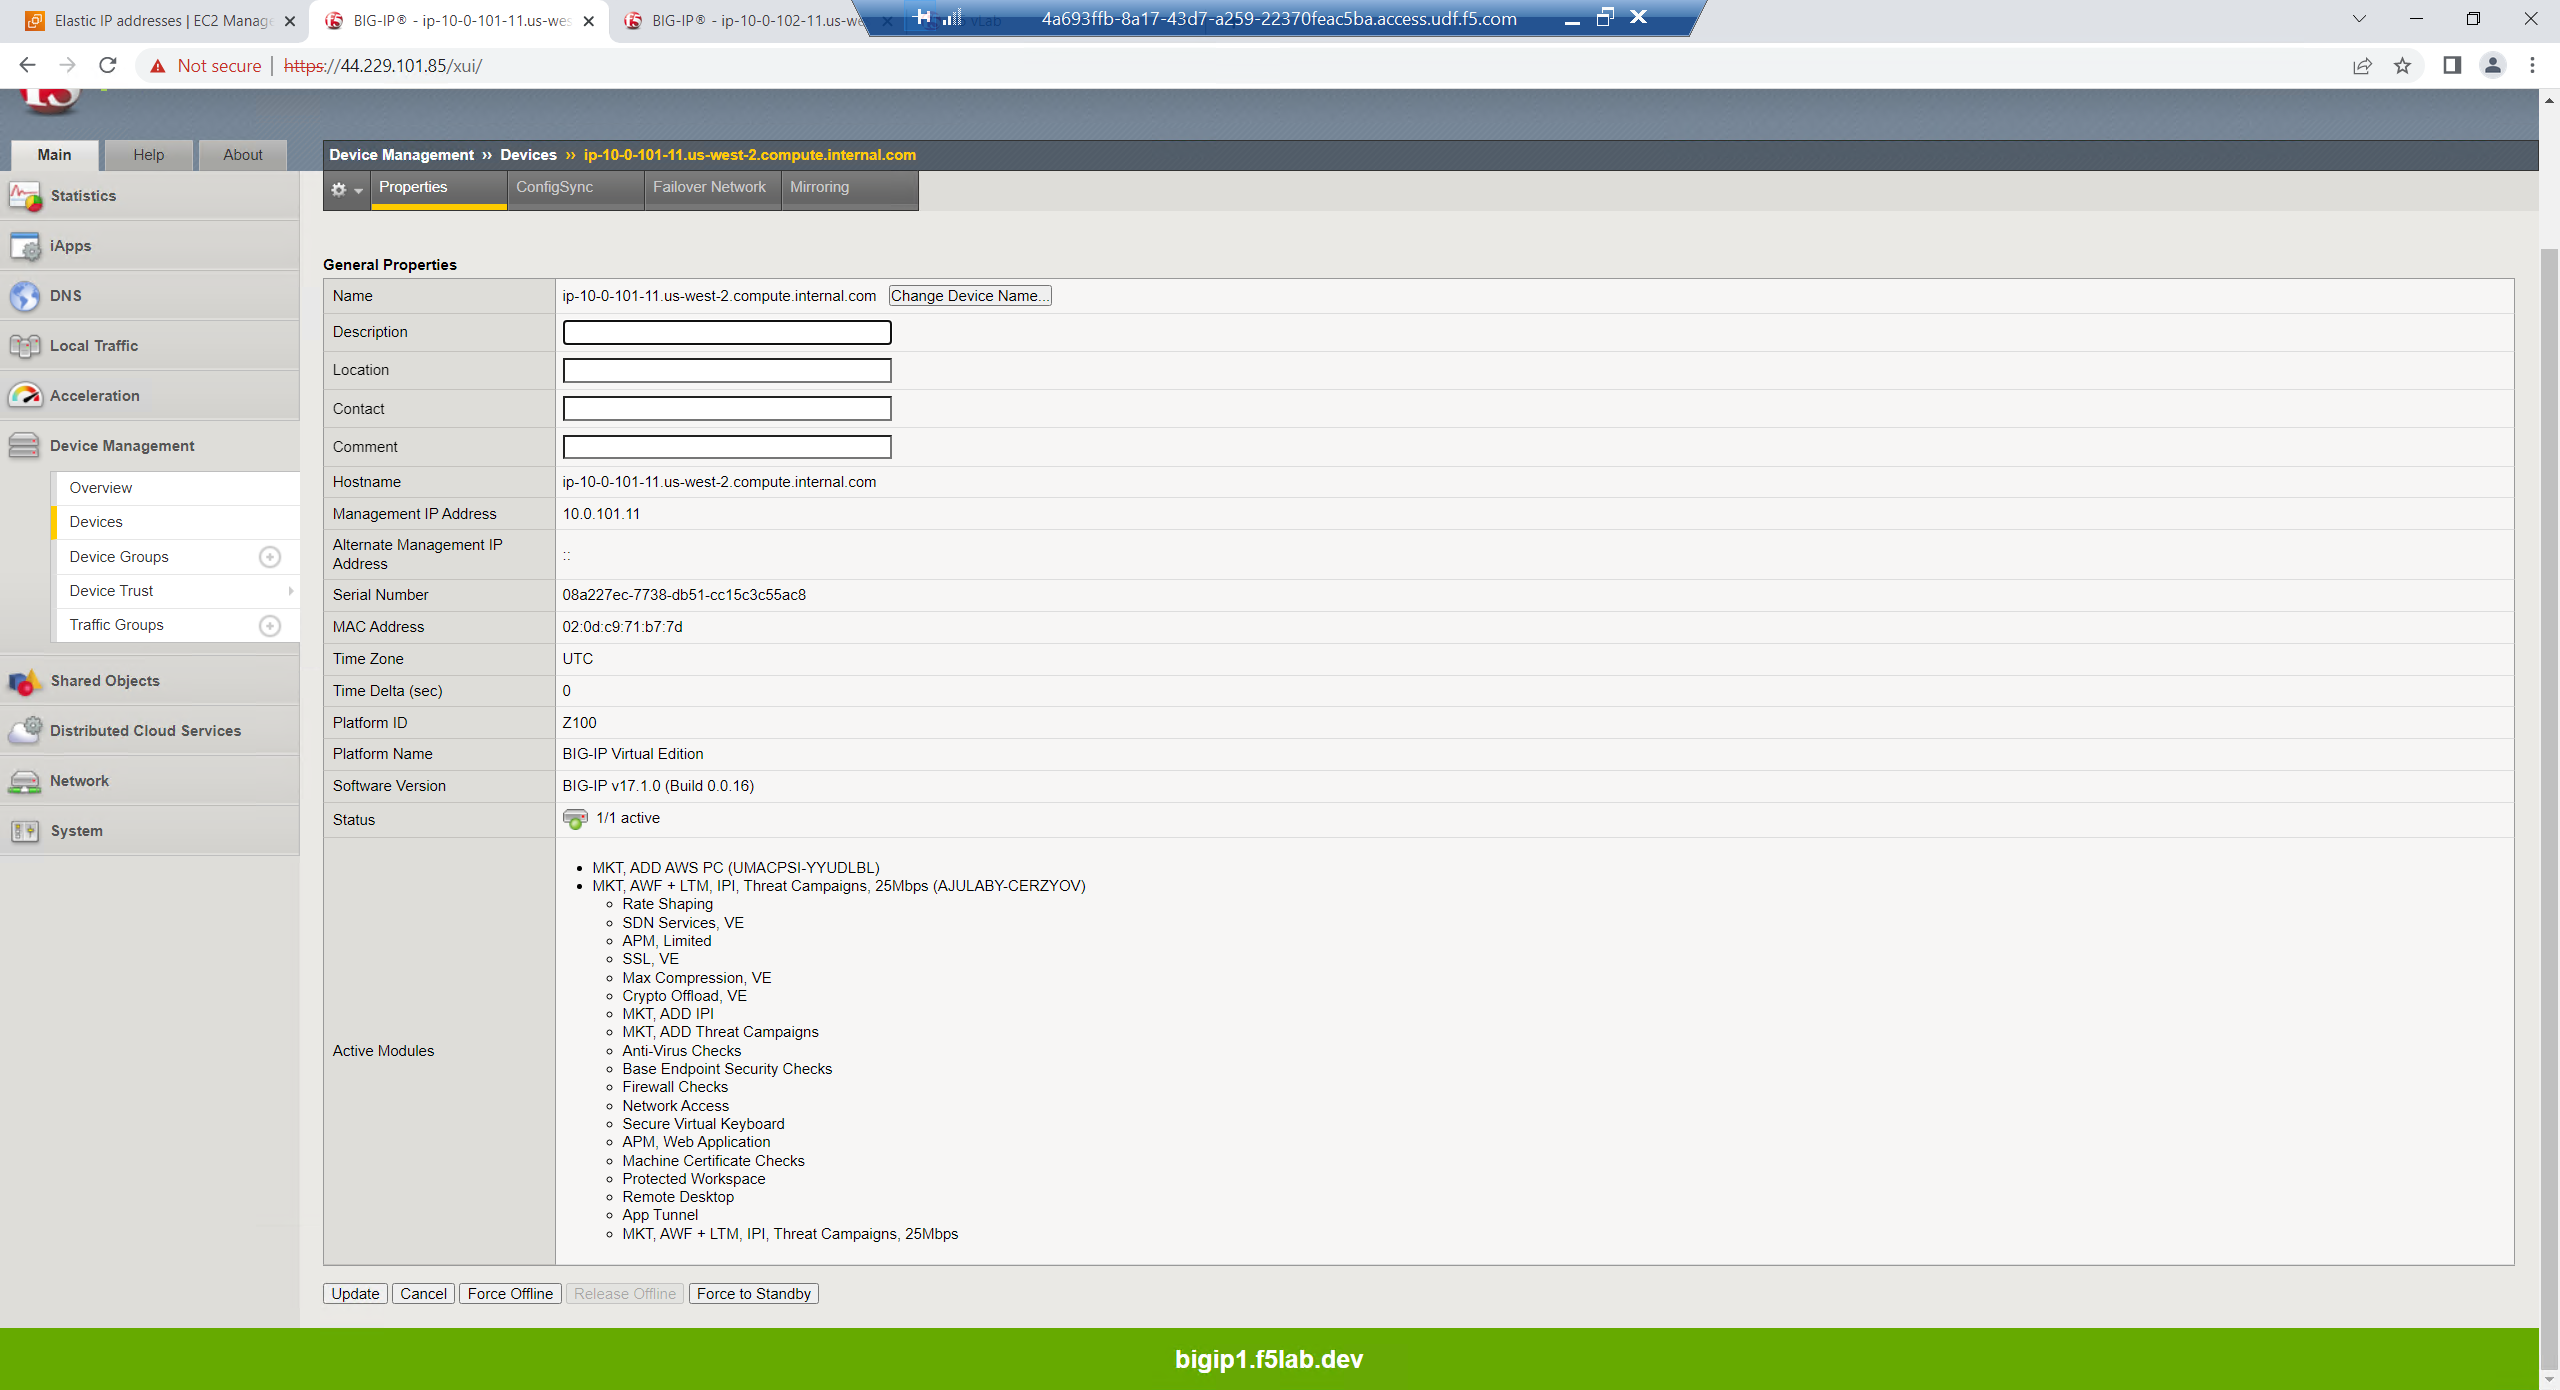 Elastic IP addresses | EC2 Manage
BIG-IP® - ip-10-0-101-11.us-wes
BIG-IP® - ip-10-0-102-11.us-we
vLab
4a693ffb-8a17-43d7-a259-22370feac5ba.access.udf.f5.com
Not secure | https://44.229.101.85/xui/
Main
Help
About
Device Management ›› Devices ›› ip-10-0-101-11.us-west-2.compute.internal.com
Properties
ConfigSync
Failover Network
Mirroring
Statistics
iApps
DNS
Local Traffic
Acceleration
Device Management
Overview
Devices
Device Groups
Device Trust
Traffic Groups
Shared Objects
Distributed Cloud Services
Network
System
General Properties
Name ip-10-0-101-11.us-west-2.compute.internal.com Change Device Name...
Description
Location
Contact
Comment
Hostname ip-10-0-101-11.us-west-2.compute.internal.com
Management IP Address 10.0.101.11
Alternate Management IP Address ::
Serial Number 08a227ec-7738-db51-cc15c3c55ac8
MAC Address 02:0d:c9:71:b7:7d
Time Zone UTC
Time Delta (sec) 0
Platform ID Z100
Platform Name BIG-IP Virtual Edition
Software Version BIG-IP v17.1.0 (Build 0.0.16)
Status 1/1 active
Active Modules
MKT, ADD AWS PC (UMACPSI-YYUDLBL)
MKT, AWF + LTM, IPI, Threat Campaigns, 25Mbps (AJULABY-CERZYOV)
Rate Shaping
SDN Services, VE
APM, Limited
SSL, VE
Max Compression, VE
Crypto Offload, VE
MKT, ADD IPI
MKT, ADD Threat Campaigns
Anti-Virus Checks
Base Endpoint Security Checks
Firewall Checks
Network Access
Secure Virtual Keyboard
APM, Web Application
Machine Certificate Checks
Protected Workspace
Remote Desktop
App Tunnel
MKT, AWF + LTM, IPI, Threat Campaigns, 25Mbps
Update
Cancel
Force Offline
Release Offline
Force to Standby
bigip1.f5lab.dev